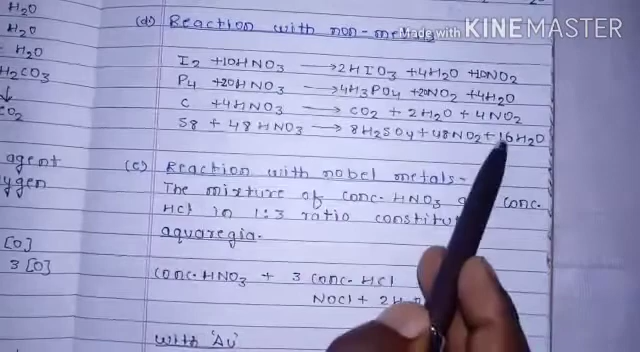 H2O
H2O
= H2O
H2CO3
↓
CO2
agent
ygen
[O]
3 [O]
(d) Reaction with non-metals
Made with KINEMASTER
I2 + 10HNO3 → 2HIO3 + 4H2O + 10NO2
P4 + 20HNO3 → 4H3PO4 + 20NO2 + 4H2O
C + 4HNO3 → CO2 + 2H2O + 4NO2
S8 + 48HNO3 → 8H2SO4 + 48NO2 + 16H2O
(e) Reaction with nobel metals-
The mixture of conc. HNO3 conc.
HCl in 1:3 ratio constitu
aquaregia.
conc. HNO3 + 3 conc. HCl
NOCl + 2H2O
with 'Au'